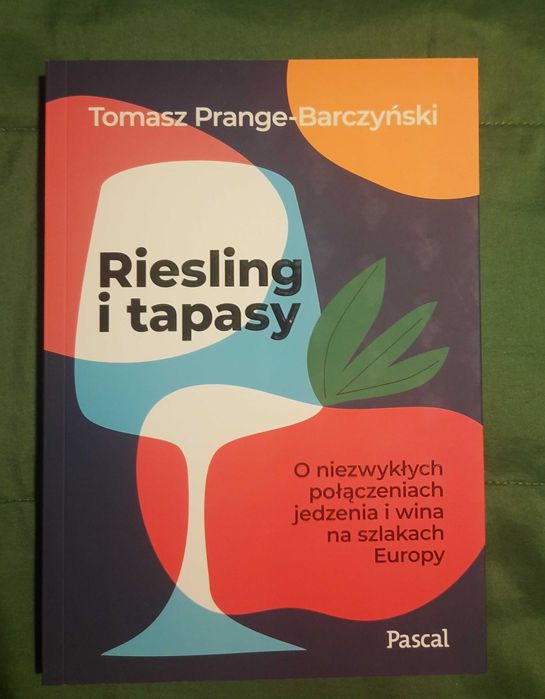 Tomasz Prange-Barczyński
Riesling
i tapasy
O niezwykłych
połączeniach
jedzenia i wina
na szlakach
Europy
Pascal